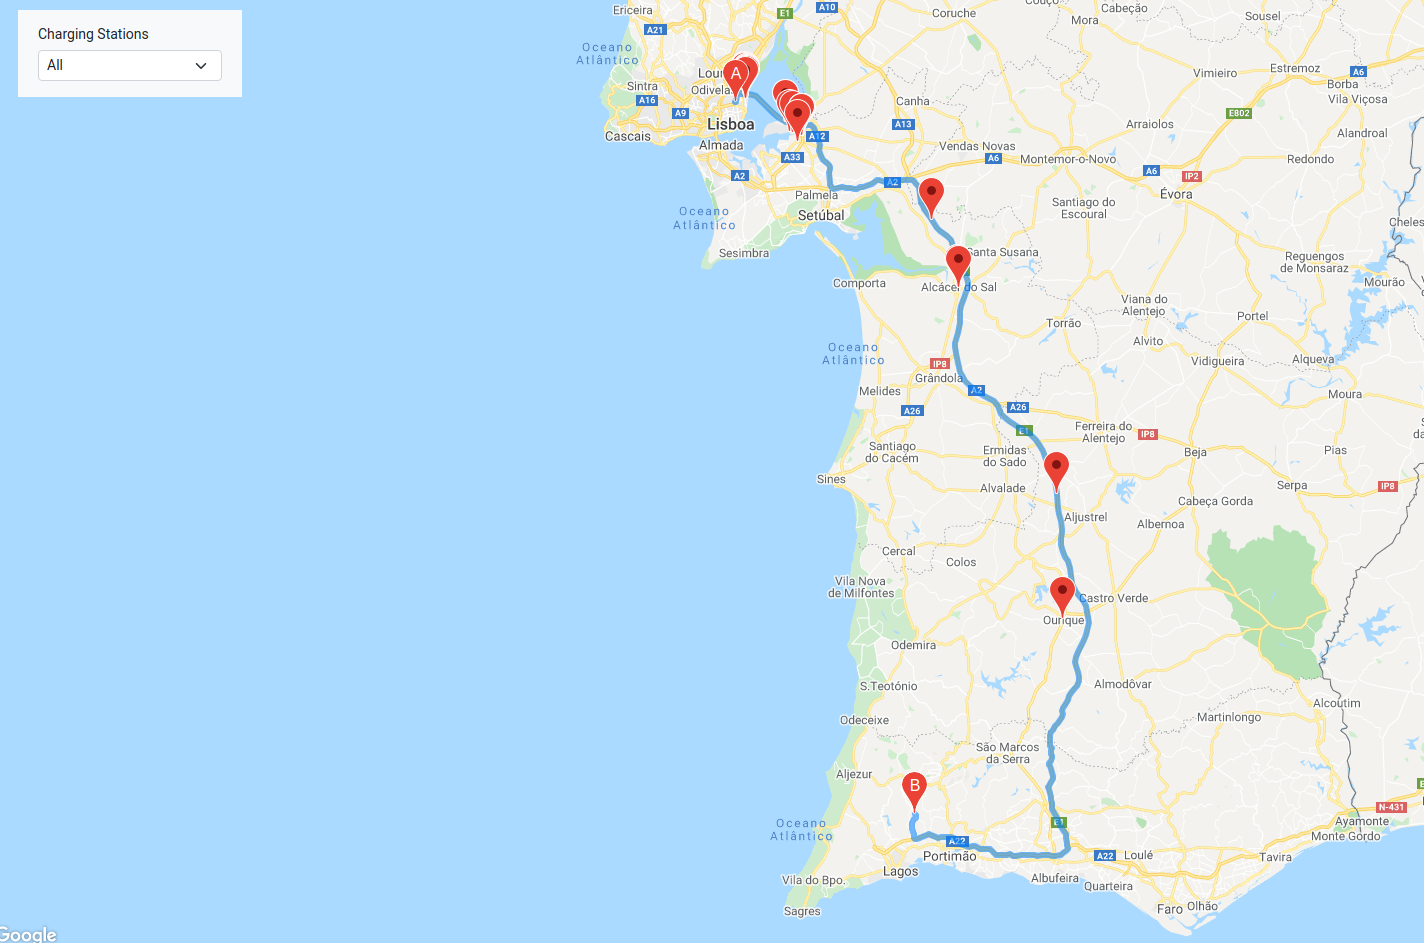 Charging Stations
All
Ericeira
A21
Oceano
Atlântico
Sintra
A16
A9
Cascais
Lour
Odivelas
A
Lisboa
Almada
A2
A33
A12
E1
A10
Coruche
Mora
Cabeção
Sousel
Vimieiro
Estremoz
A6
Borba
Vila Viçosa
Canha
A13
E802
Arraiolos
Alandroal
Vendas Novas
A6
Montemor-o-Novo
A6
IP2
Redondo
Évora
Palmela
A2
Setúbal
Oceano
Atlântico
Sesimbra
Santiago do
Escoural
Cheles
Santa Susana
Reguengos
de Monsaraz
Mourão
Comporta
Alcácer do Sal
Viana do
Alentejo
Portel
Torrão
Alvito
Oceano
Atlântico
IP8
Vidigueira
Alqueva
Grândola
Melides
A2
Moura
A26
A26
E1
Ferreira do
Alentejo
IP8
Santiago
do Cacém
Ermidas
do Sado
Beja
Pias
Sines
Alvalade
Serpa
IP8
Cabeça Gorda
Aljustrel
Albernoa
Cercal
Colos
Vila Nova
de Milfontes
Castro Verde
Ourique
Odemira
S.Teotónio
Almodôvar
Alcoutim
Odeceixe
Martinlongo
São Marcos
da Serra
Aljezur
B
N-431
Oceano
Atlântico
E1
Ayamonte
Monte Gordo
A22
Portimão
A22
Loulé
Tavira
Lagos
Vila do Bpo.
Albufeira
Quarteira
Sagres
Faro
Olhão
Google